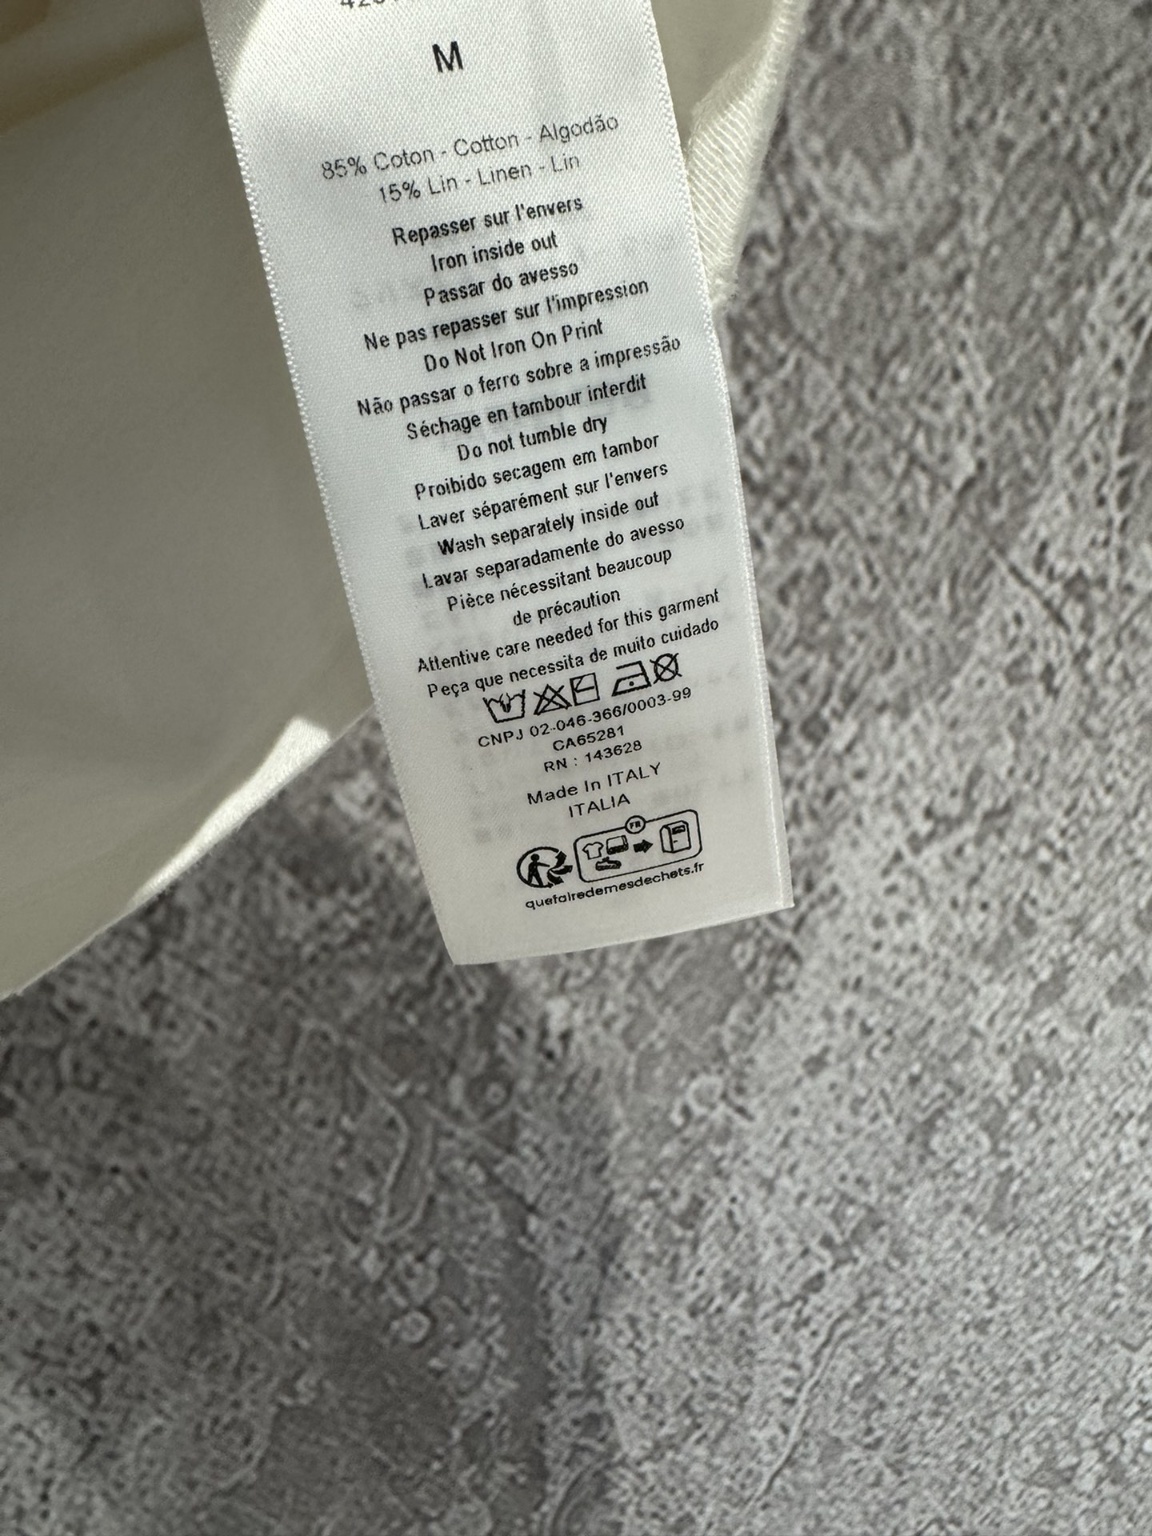 M
85% Coton - Cotton - Algodão
15% Lin - Linen - Lin
Repasser sur l'envers
Iron inside out
Passar do avesso
Ne pas repasser sur l'impression
Do Not Iron On Print
Não passar o ferro sobre a impressão
Séchage en tambour interdit
Do not tumble dry
Proibido secagem em tambor
Laver séparément sur l'envers
Wash separately inside out
Lavar separadamente do avesso
Pièce nécessitant beaucoup
de précaution
Attentive care needed for this garment
Peça que necessita de muito cuidado
CNPJ 02-046-366/0003-99
CA65281
RN : 143628
Made In ITALY
ITALIA
FR
quefairedemesdechets.fr